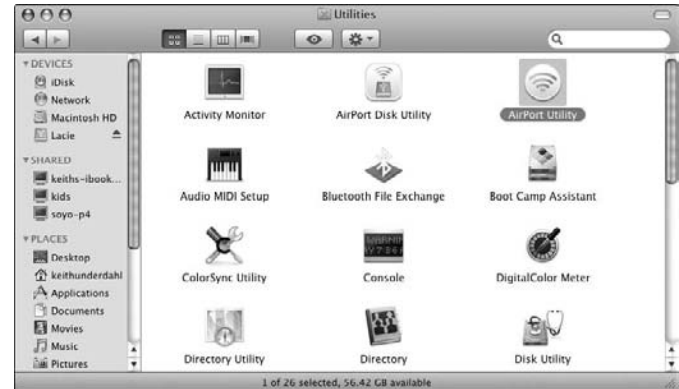 Utilities
DEVICES
iDisk
Network
Macintosh HD
Lacie
SHARED
keiths-ibook...
kids
soyo-p4
PLACES
Desktop
keithunderdahl
Applications
Documents
Movies
Music
Pictures
Activity Monitor
AirPort Disk Utility
AirPort Utility
Audio MIDI Setup
Bluetooth File Exchange
Boot Camp Assistant
ColorSync Utility
Console
DigitalColor Meter
Directory Utility
Directory
Disk Utility
1 of 26 selected, 56.42 GB available